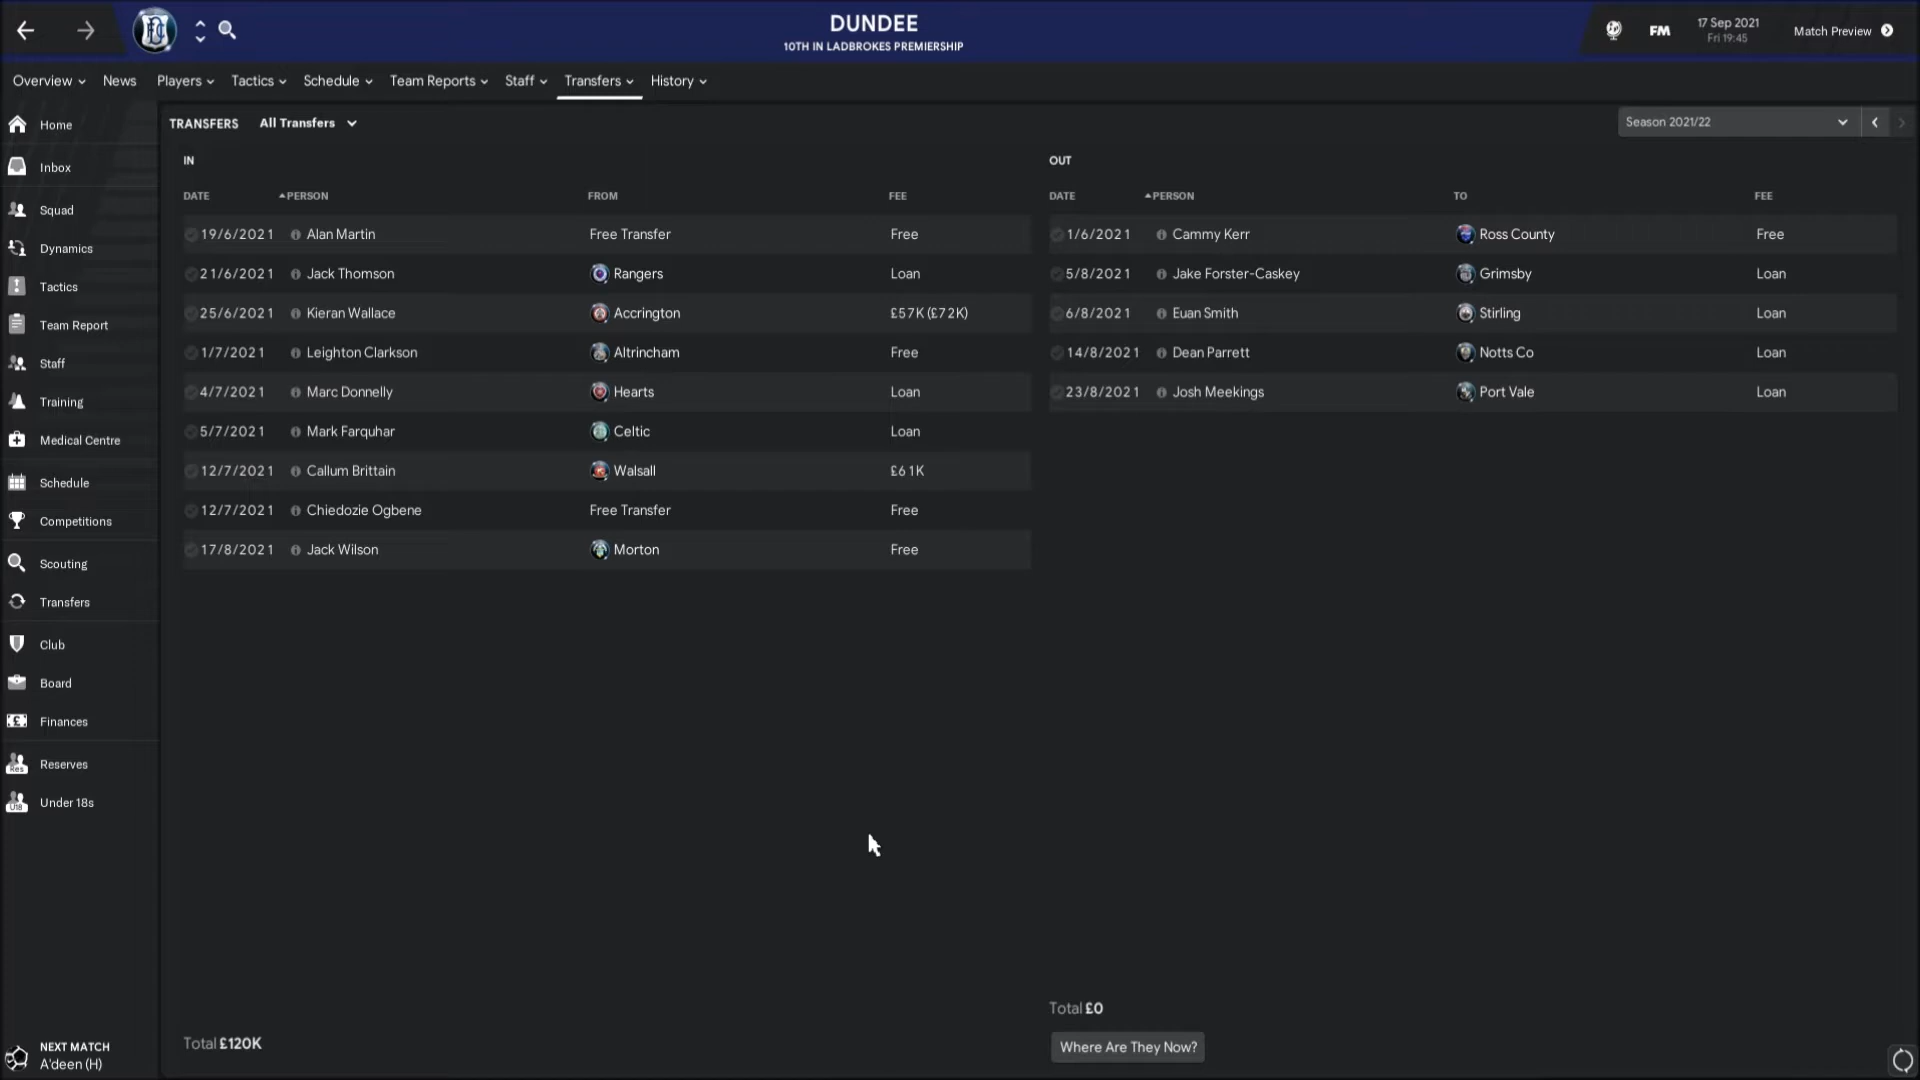 DUNDEE
10TH IN LADBROKES PREMIERSHIP
FM
17 Sep 2021
Fri 19:45
Match Preview
Overview
News
Players
Tactics
Schedule
Team Reports
Staff
Transfers
History
Home
Inbox
Squad
Dynamics
Tactics
Team Report
Staff
Training
Medical Centre
Schedule
Competitions
Scouting
Transfers
Club
Board
Finances
Reserves
Under 18s
NEXT MATCH
A'deen (H)
TRANSFERS All Transfers
Season 2021/22
IN
DATE PERSON FROM FEE
19/6/2021 Alan Martin Free Transfer Free
21/6/2021 Jack Thomson Rangers Loan
25/6/2021 Kieran Wallace Accrington £57K (£72K)
1/7/2021 Leighton Clarkson Altrincham Free
4/7/2021 Marc Donnelly Hearts Loan
5/7/2021 Mark Farquhar Celtic Loan
12/7/2021 Callum Brittain Walsall £61K
12/7/2021 Chiedozie Ogbene Free Transfer Free
17/8/2021 Jack Wilson Morton Free
Total £120K
OUT
DATE PERSON TO FEE
1/6/2021 Cammy Kerr Ross County Free
5/8/2021 Jake Forster-Caskey Grimsby Loan
6/8/2021 Euan Smith Stirling Loan
14/8/2021 Dean Parrett Notts Co Loan
23/8/2021 Josh Meekings Port Vale Loan
Total £0
Where Are They Now?